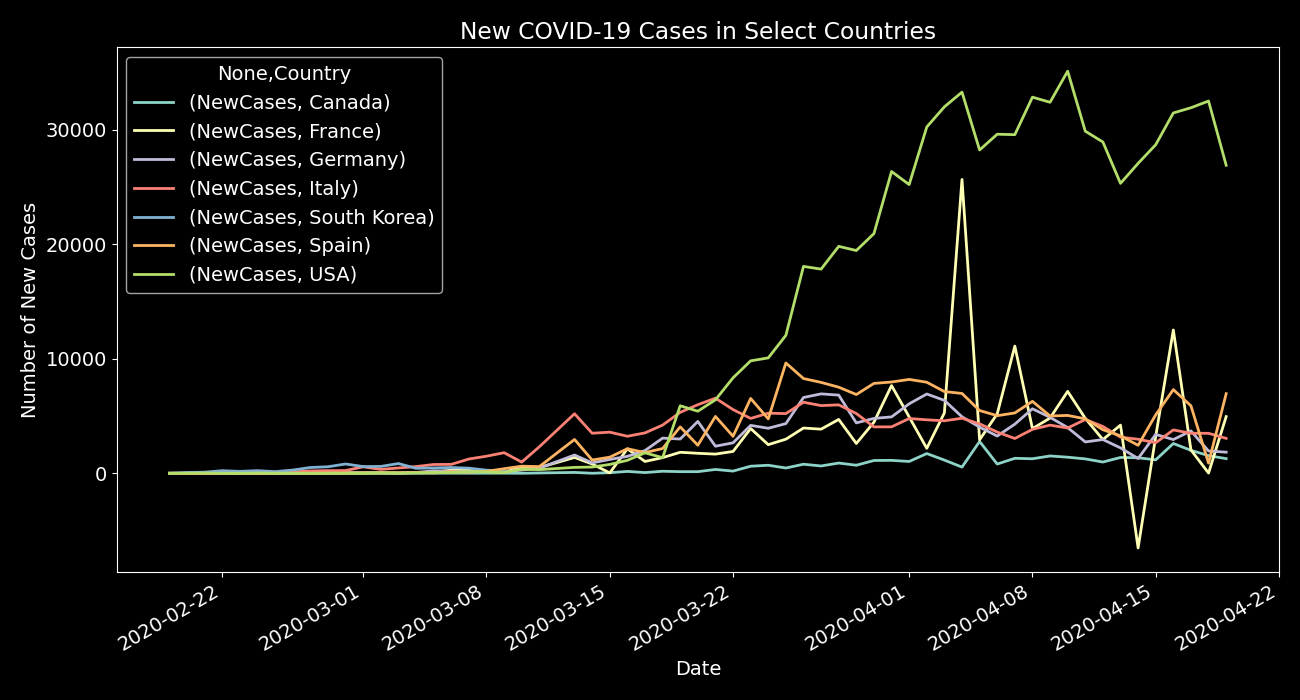 New COVID-19 Cases in Select Countries
None,Country
(NewCases, Canada)
(NewCases, France)
(NewCases, Germany)
(NewCases, Italy)
(NewCases, South Korea)
(NewCases, Spain)
(NewCases, USA)
Number of New Cases
30000
20000
10000
0
2020-02-22
2020-03-01
2020-03-08
2020-03-15
2020-03-22
2020-04-01
2020-04-08
2020-04-15
2020-04-22
Date